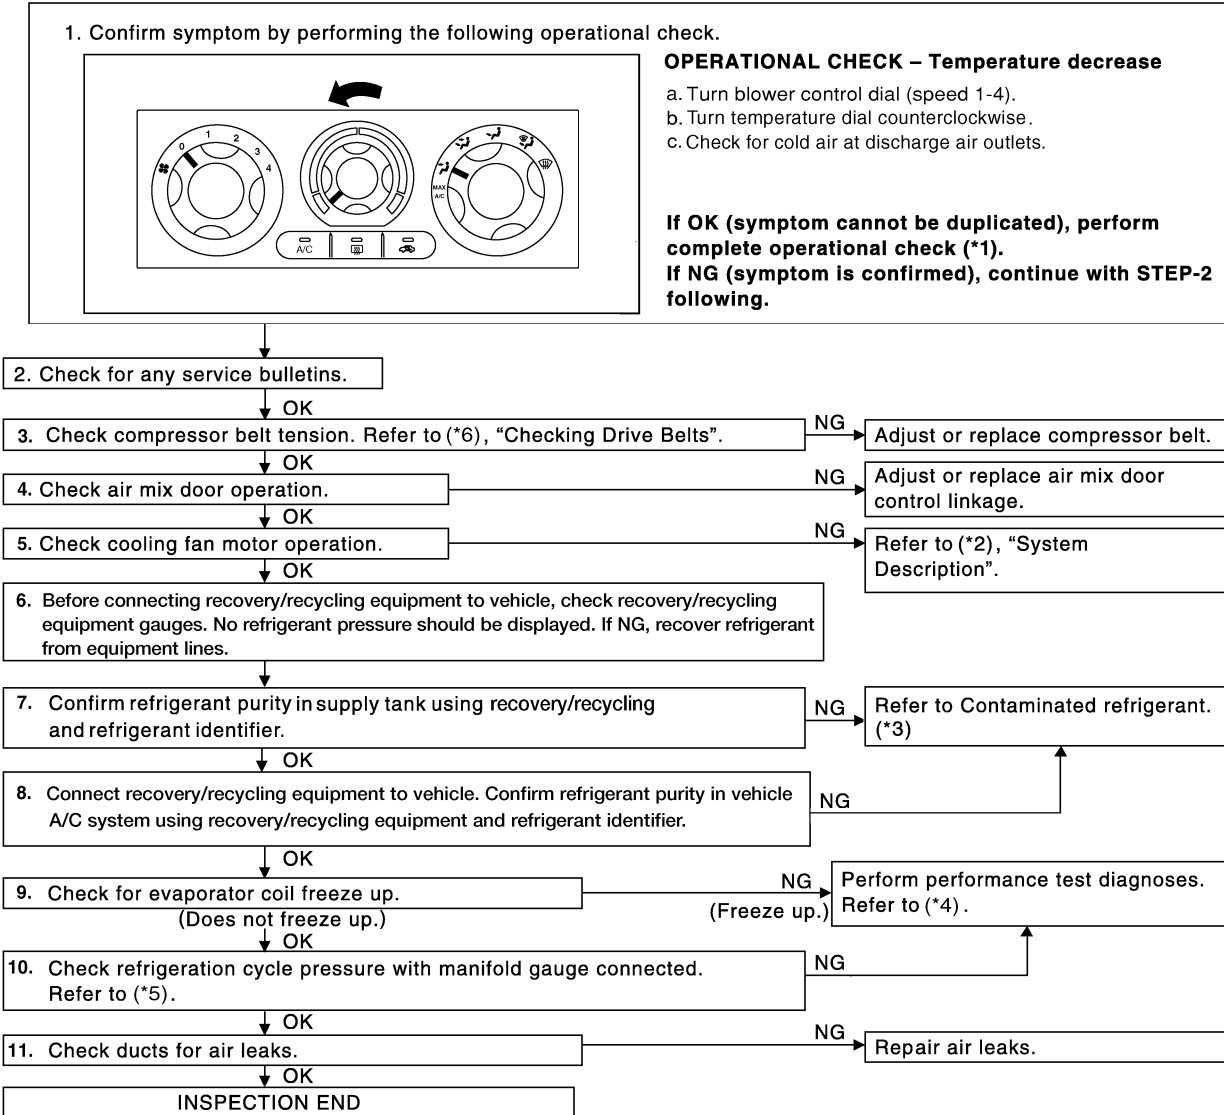 1. Confirm symptom by performing the following operational check.
OPERATIONAL CHECK – Temperature decrease
a. Turn blower control dial (speed 1-4).
b. Turn temperature dial counterclockwise.
c. Check for cold air at discharge air outlets.
0
1
2
3
4
MAX
A/C
A/C
If OK (symptom cannot be duplicated), perform
complete operational check (*1).
If NG (symptom is confirmed), continue with STEP-2
following.
2. Check for any service bulletins.
OK
3. Check compressor belt tension. Refer to (*6), “Checking Drive Belts”.
NG
Adjust or replace compressor belt.
OK
4. Check air mix door operation.
NG
Adjust or replace air mix door
control linkage.
OK
5. Check cooling fan motor operation.
NG
Refer to (*2), “System
Description”.
OK
6. Before connecting recovery/recycling equipment to vehicle, check recovery/recycling
equipment gauges. No refrigerant pressure should be displayed. If NG, recover refrigerant
from equipment lines.
7. Confirm refrigerant purity in supply tank using recovery/recycling
and refrigerant identifier.
NG
Refer to Contaminated refrigerant.
(*3)
OK
8. Connect recovery/recycling equipment to vehicle. Confirm refrigerant purity in vehicle
A/C system using recovery/recycling equipment and refrigerant identifier.
NG
OK
9. Check for evaporator coil freeze up.
NG
(Freeze up.)
Perform performance test diagnoses.
Refer to (*4).
(Does not freeze up.)
OK
10. Check refrigeration cycle pressure with manifold gauge connected.
Refer to (*5).
NG
OK
11. Check ducts for air leaks.
NG
Repair air leaks.
OK
INSPECTION END